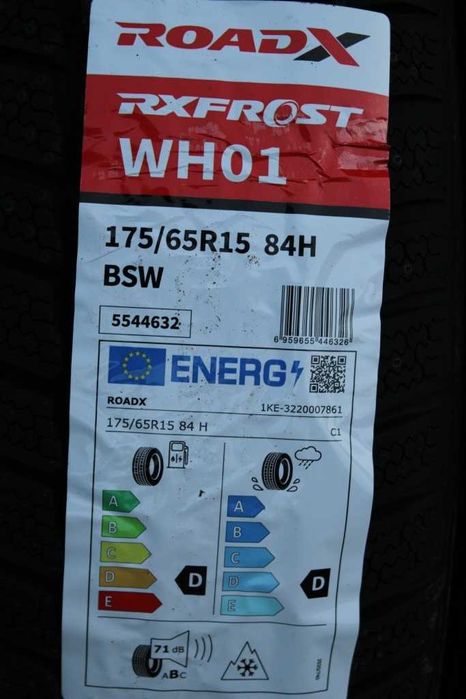 ROADX
RXFROST
WH01
175/65R15 84H
BSW
5544632
6 959655 446326
ENERG
ROADX
1KE-3220007861
175/65R15 84 H
C1
A
B
C
D
E
D
A
B
C
D
E
D
71 dB
ABC